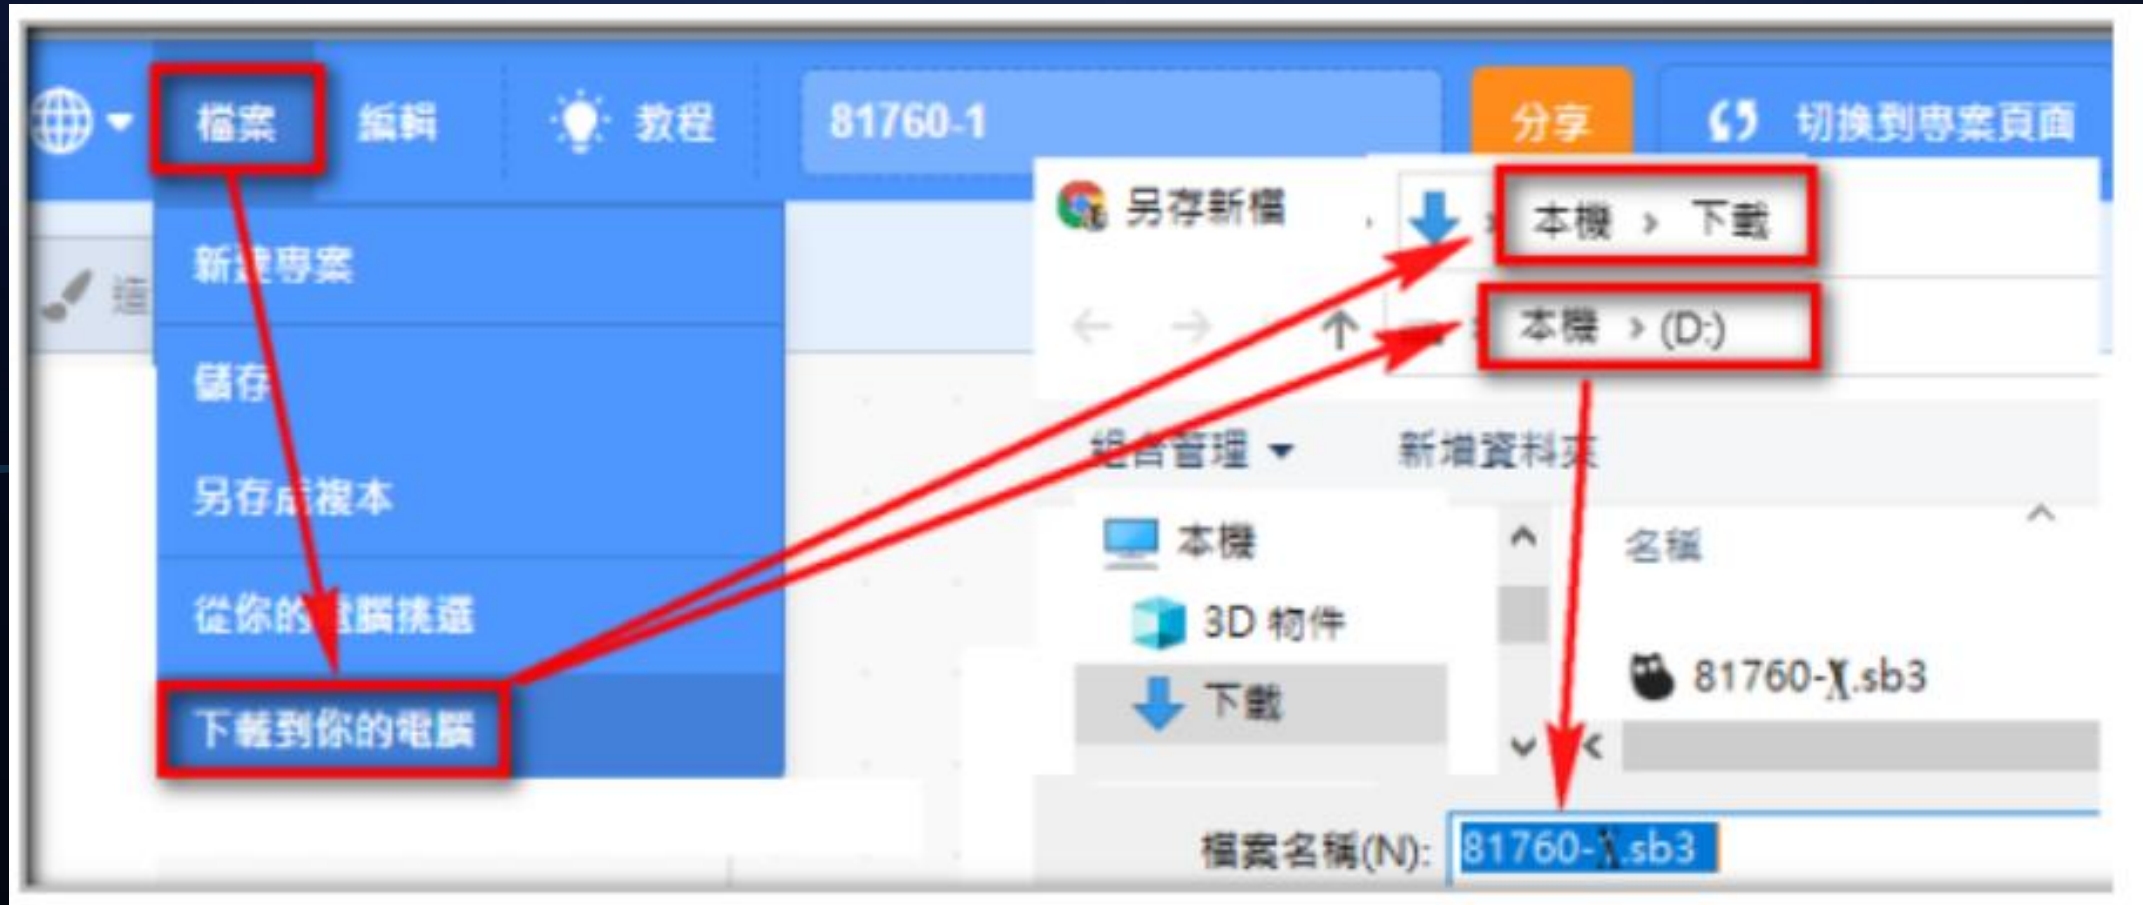 檔案 編輯 教程 81760-1 分享 切換到專案頁面
新建專案
儲存
另存成複本
從你的電腦挑選
下載到你的電腦
另存新檔 本機 > 下載
本機 > (D:)
組合管理 新增資料夾
本機
3D 物件
下載
名稱
81760-X.sb3
檔案名稱(N): 81760-X.sb3